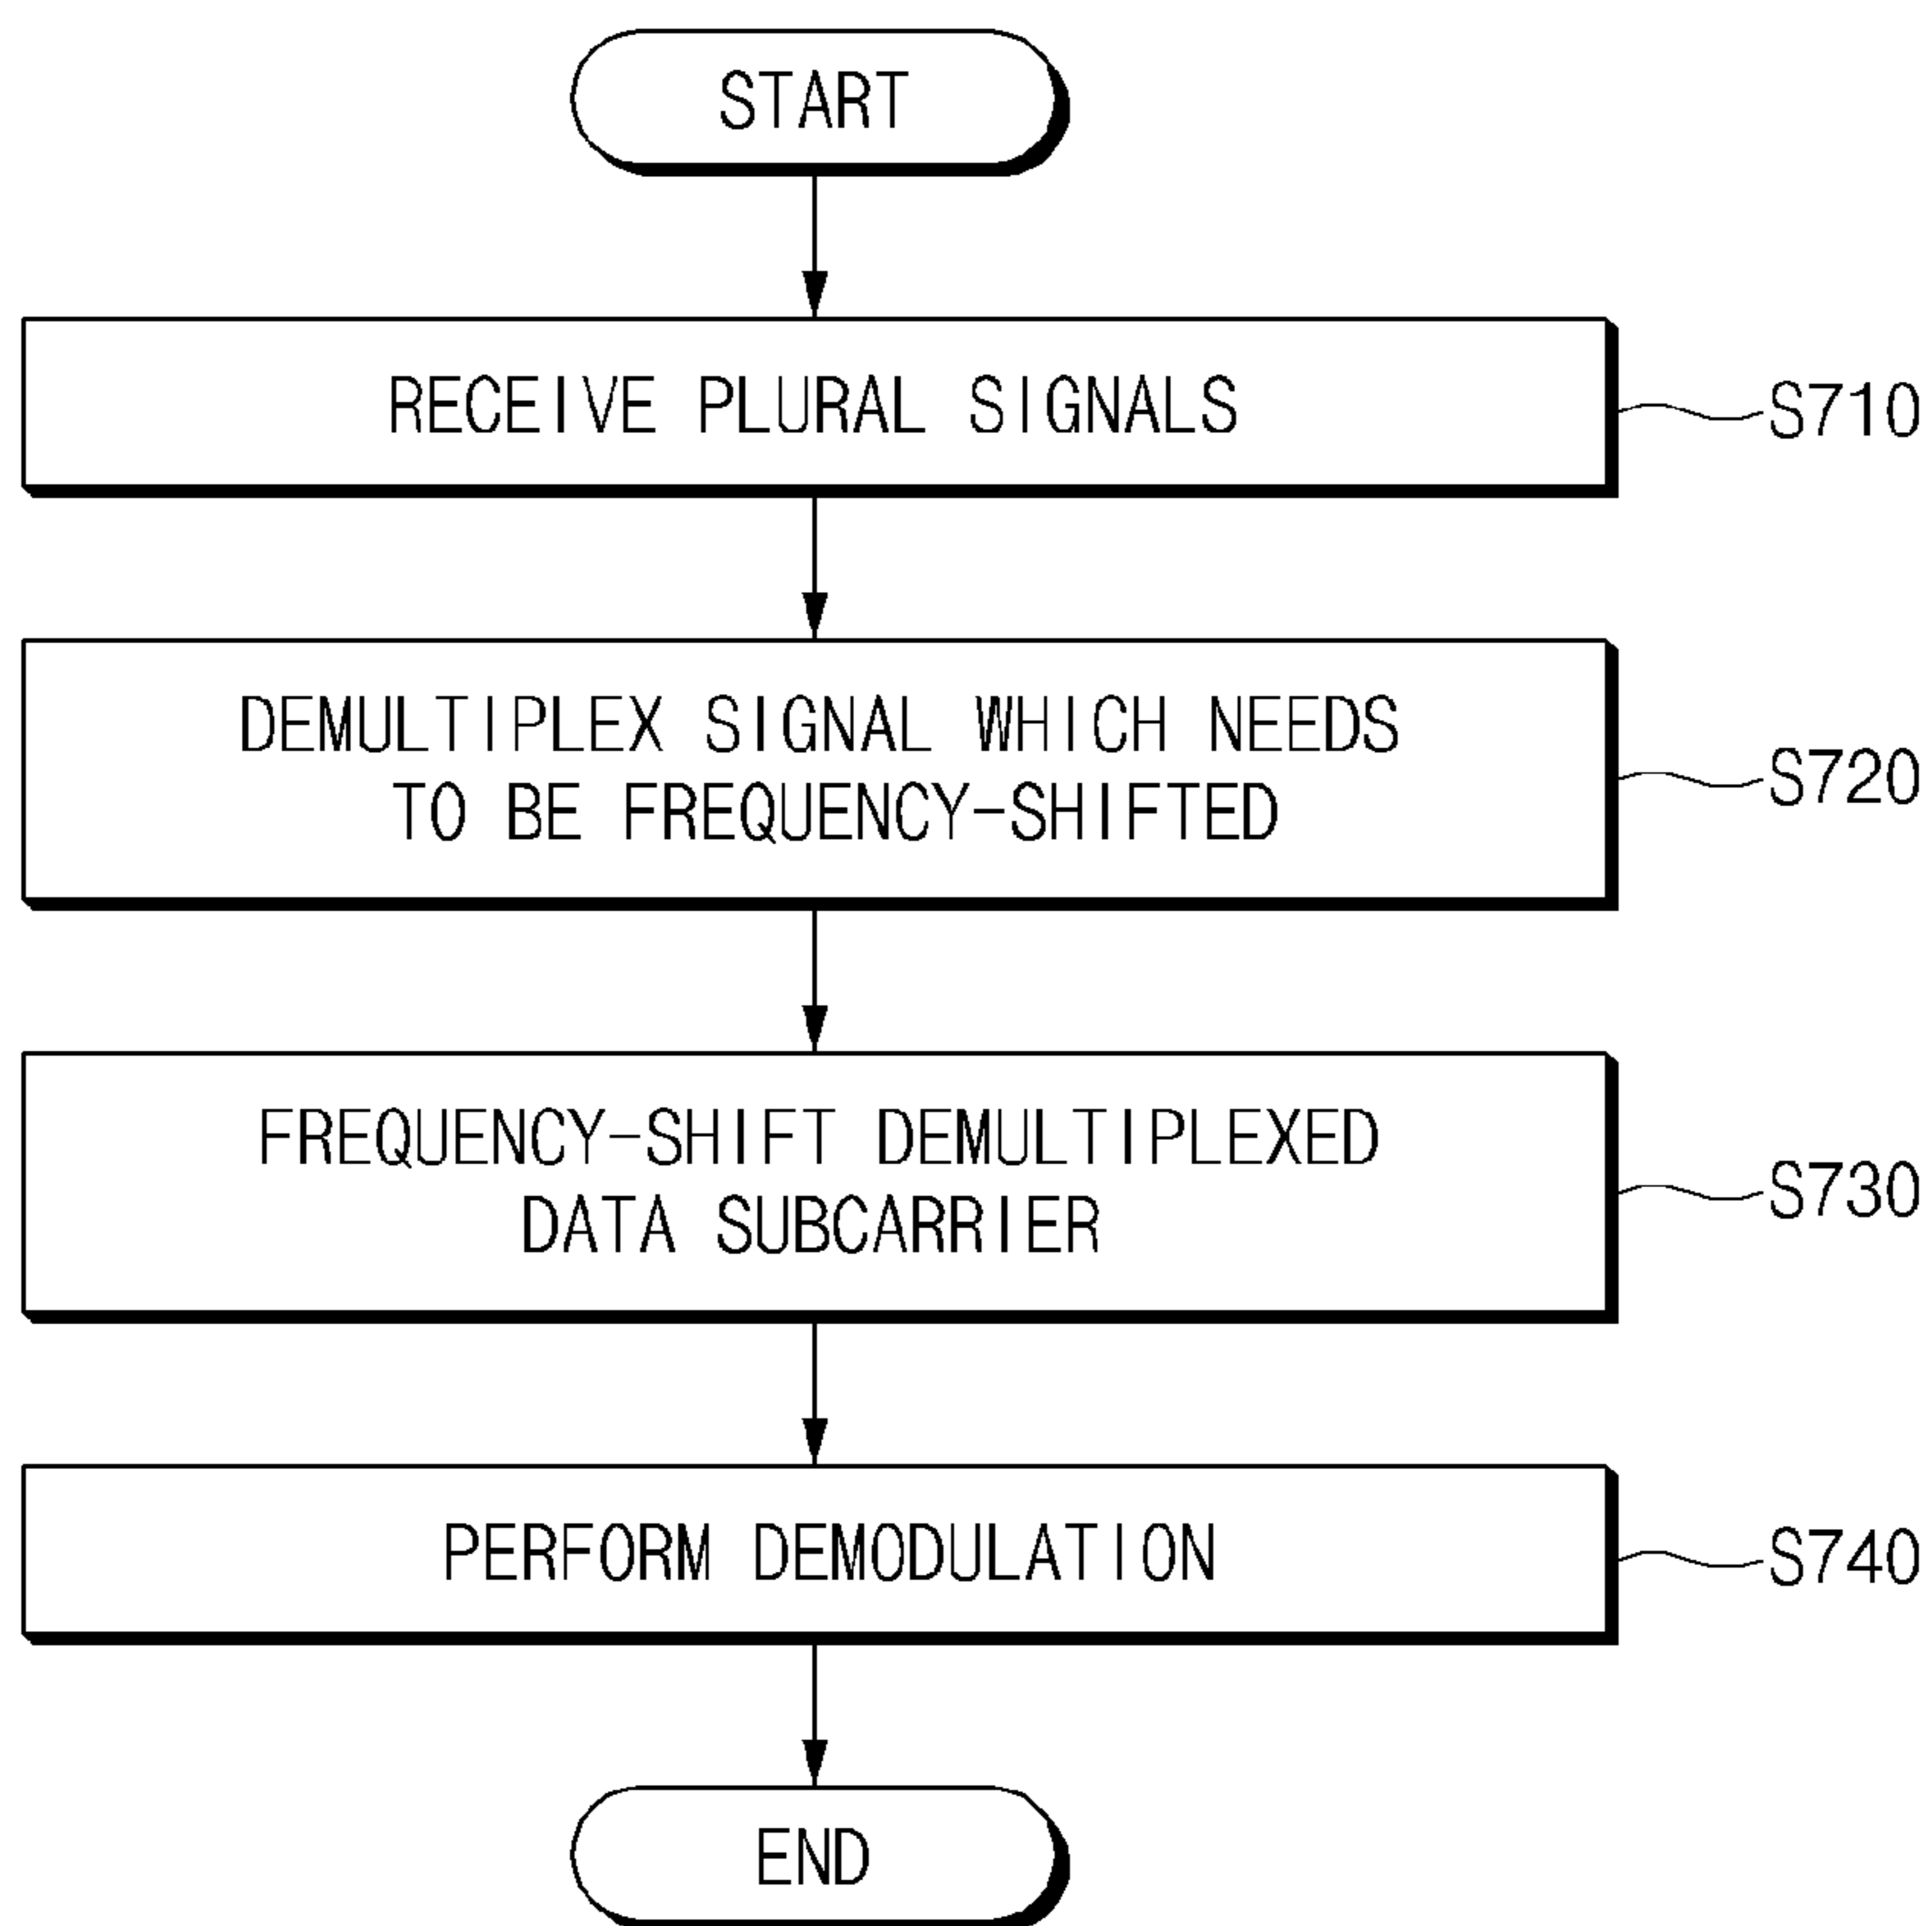 START
RECEIVE PLURAL SIGNALS
S710
DEMULTIPLEX SIGNAL WHICH NEEDS
TO BE FREQUENCY-SHIFTED
S720
FREQUENCY-SHIFT DEMULTIPLEXED
DATA SUBCARRIER
S730
PERFORM DEMODULATION
S740
END